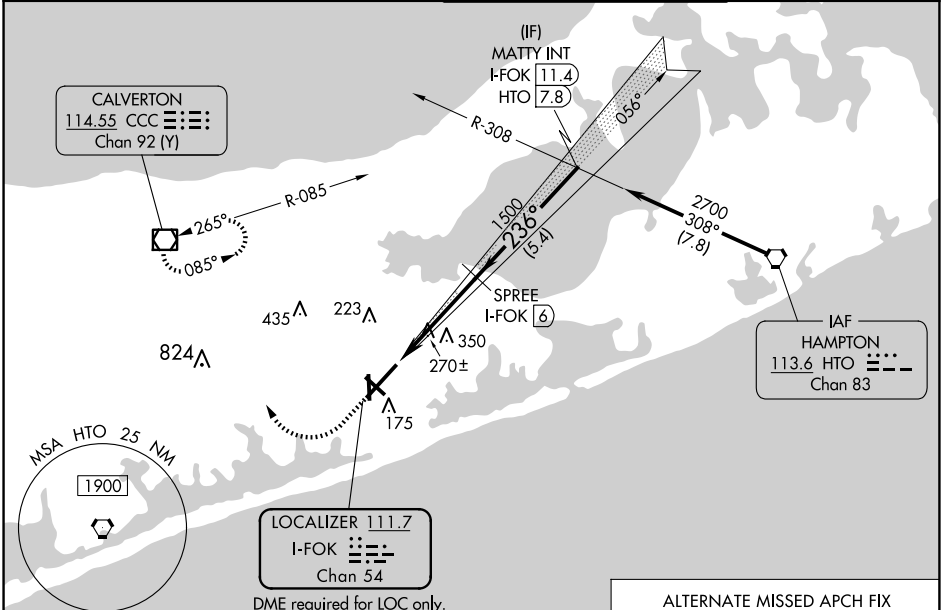 (IF)
MATTY INT
I-FOK 11.4
HTO 7.8
CALVERTON
114.55 CCC
Chan 92 (Y)
R-308
056°
R-085
265°
085°
1500
236°
(5.4)
2700
308°
(7.8)
SPREE
I-FOK 6
435
223
350
270±
824
175
IAF
HAMPTON
113.6 HTO
Chan 83
MSA HTO 25 NM
1900
LOCALIZER 111.7
I-FOK
Chan 54
DME required for LOC only.
ALTERNATE MISSED APCH FIX